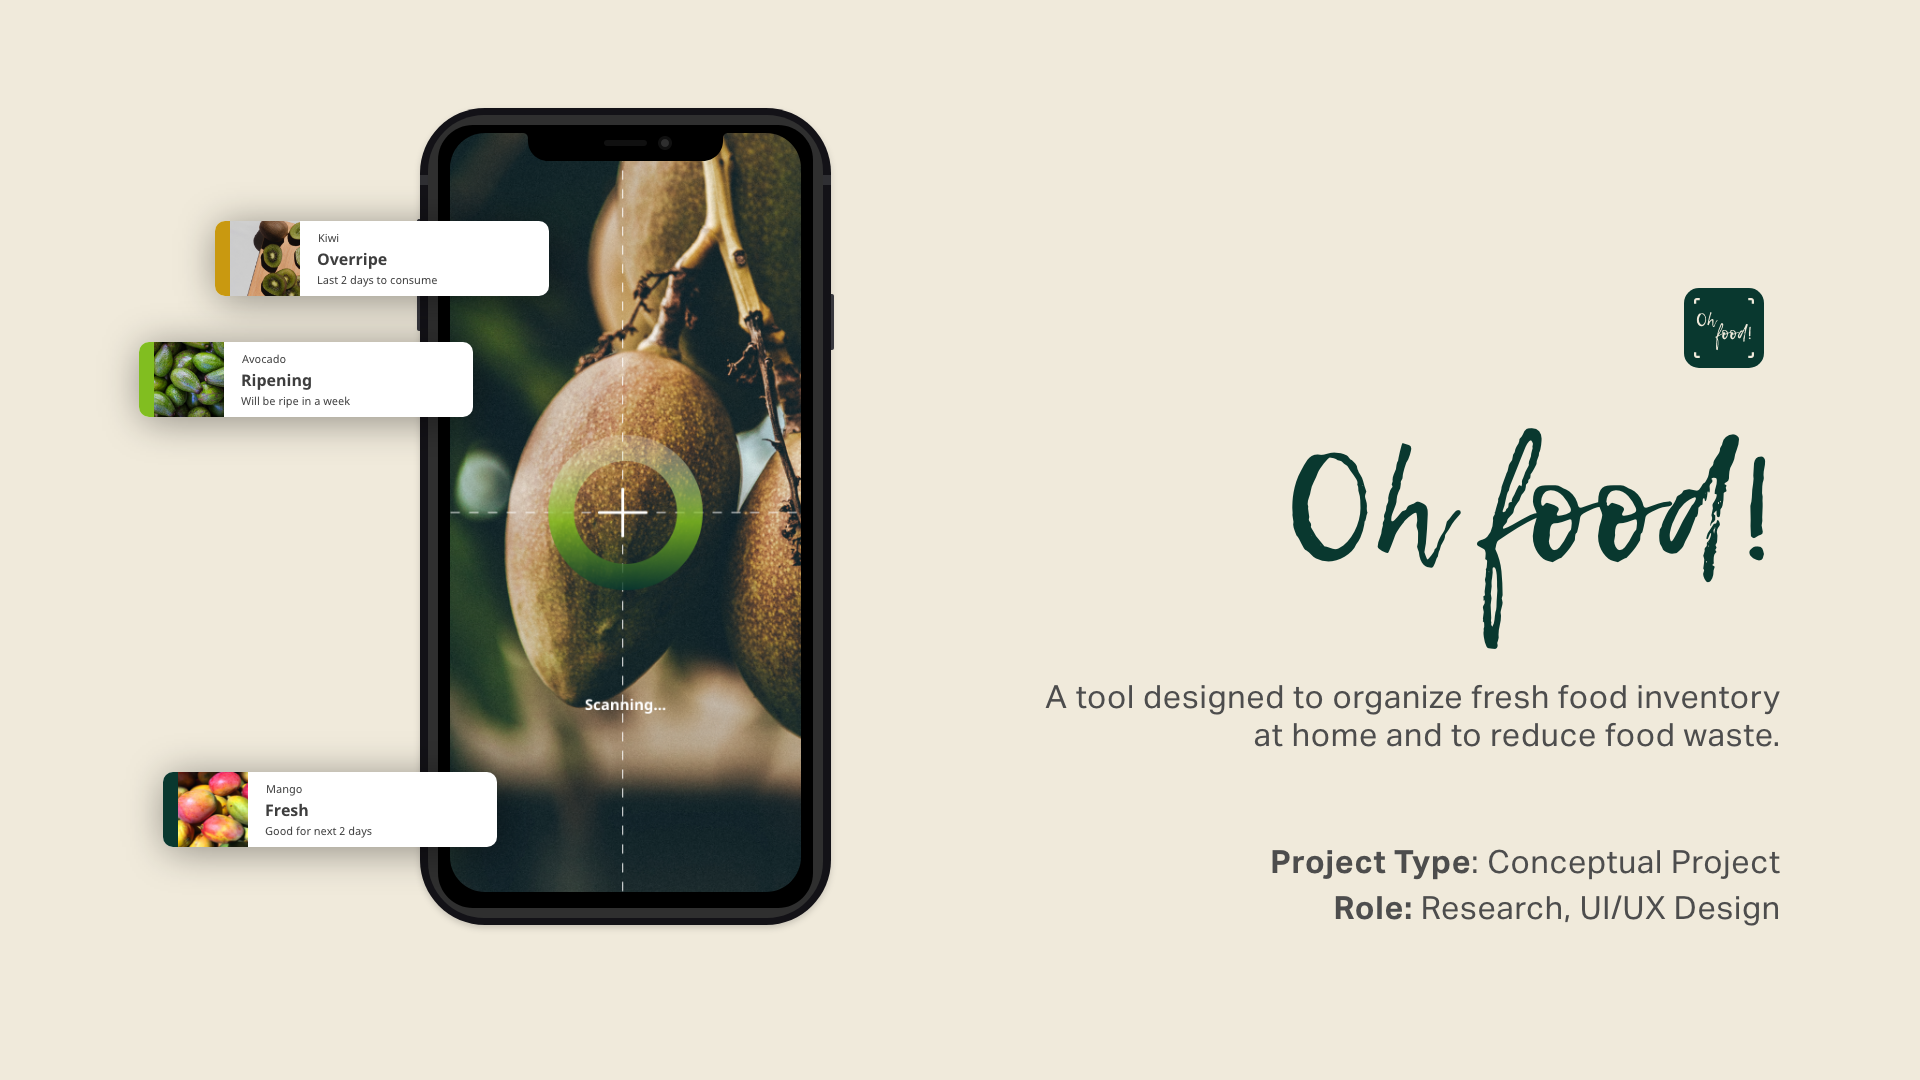 Kiwi
Overripe
Last 2 days to consume
Avocado
Ripening
Will be ripe in a week
Scanning...
Mango
Fresh
Good for next 2 days
Oh
food!
Oh food!
A tool designed to organize fresh food inventory
at home and to reduce food waste.
Project Type: Conceptual Project
Role: Research, UI/UX Design